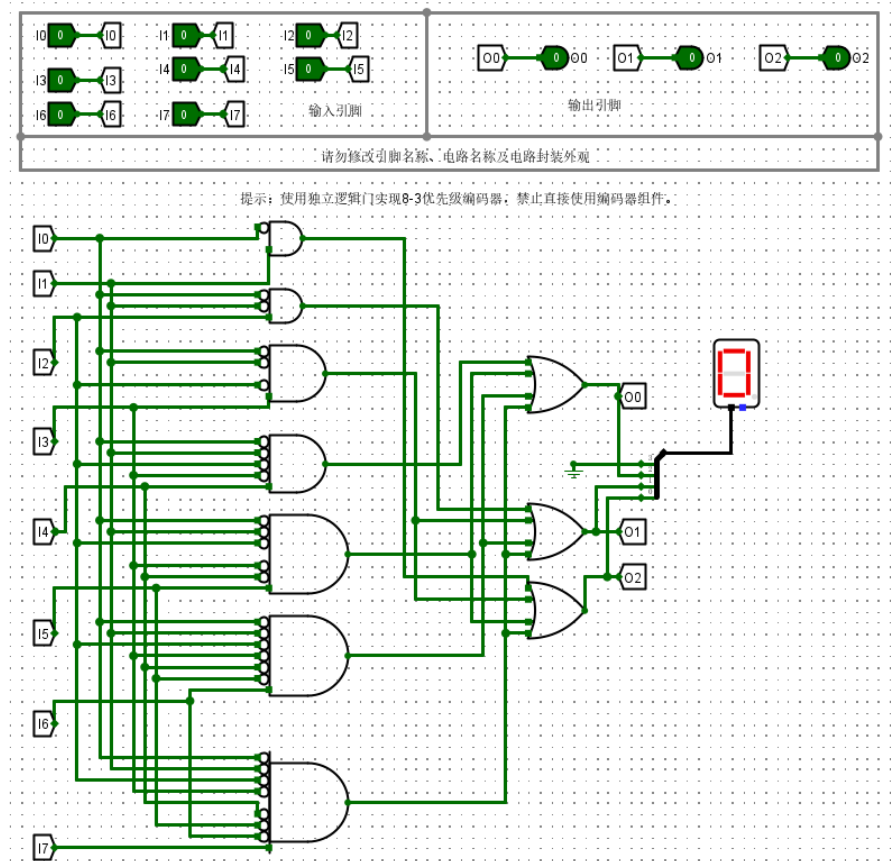 I0 0 I0 I1 0 I1 I2 0 I2 O0 0 O0 O1 0 O1 O2 0 O2
I3 0 I3 I4 0 I4 I5 0 I5
I6 0 I6 I7 0 I7 输入引脚 输出引脚
请勿修改引脚名称、电路名称及电路封装外观
提示：使用独立逻辑门实现8-3优先级编码器，禁止直接使用编码器组件。
I0
I1
I2
I3
O0
I4
O1
O2
I5
I6
I7
0